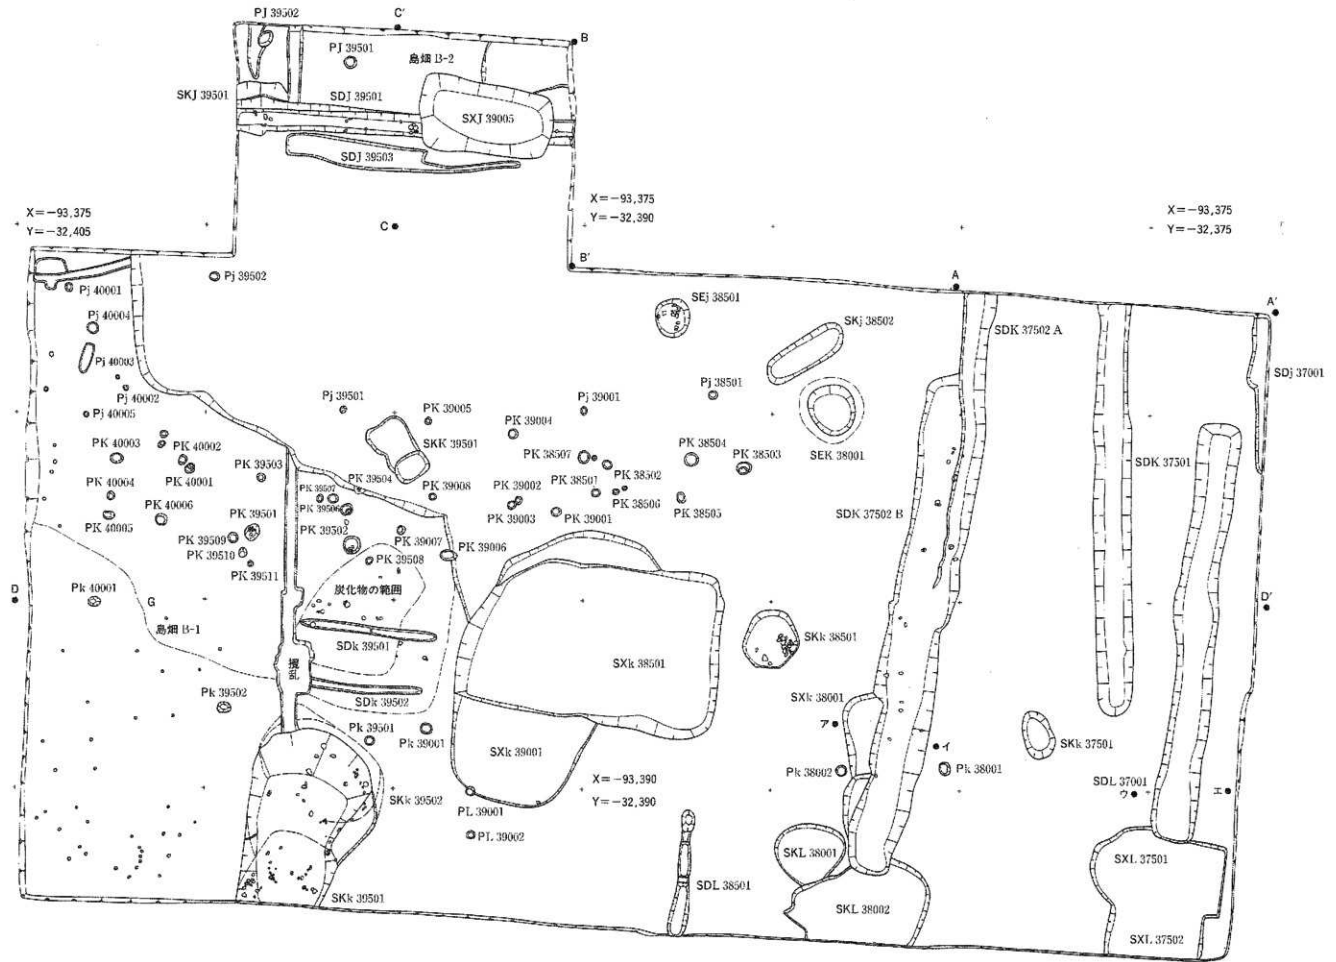 PJ 39502
C'
B
PJ 39501
島畑 B-2
SKJ 39501
SDJ 39501
SXJ 39005
SDJ 39503
X=-93,375
Y=-32,405
X=-93,375
Y=-32,390
X=-93,375
Y=-32,375
C
B'
A
A'
Pj 39502
Pj 40001
Pj 40004
Pj 40003
Pj 40002
Pj 40005
SEj 38501
SKj 38502
SDK 37502 A
SDj 37001
Pj 39501
PK 39005
SKK 39501
PK 39004
Pj 39001
Pj 38501
SEK 38001
PK 40003
PK 40002
PK 40001
PK 39503
PK 39504
PK 38507
PK 38502
PK 38504
PK 38503
SDK 37501
PK 40004
PK 40006
PK 40005
PK 39501
PK 39507
PK 39506
PK 39008
PK 39002
PK 39003
PK 38501
PK 38506
PK 39001
PK 38505
SDK 37502 B
PK 39509
PK 39510
PK 39511
PK 39502
PK 39007
PK 39006
PK 39508
炭化物の範囲
D
Pk 40001
G
島畑 B-1
D'
SDk 39501
SKk 38501
SXk 38501
撹乱
Pk 39502
SDk 39502
SXk 38001
ア
イ
Pk 39501
Pk 39001
SXk 39001
SKk 37501
Pk 38002
Pk 38001
SKk 39502
X=-93,390
Y=-32,390
SDL 37001
ウ
エ
PL 39001
PL 39002
SKL 38001
SXL 37501
SKk 39501
SDL 38501
SKL 38002
SXL 37502